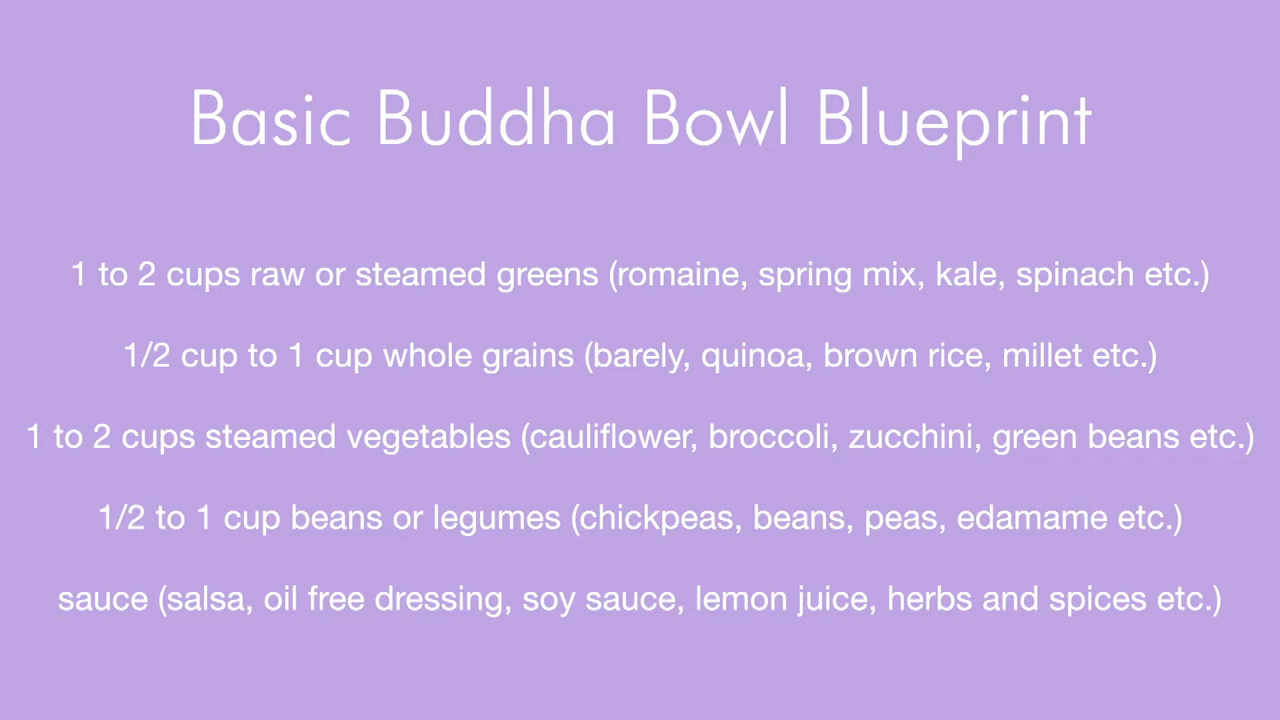 Basic Buddha Bowl Blueprint
1 to 2 cups raw or steamed greens (romaine, spring mix, kale, spinach etc.)
1/2 cup to 1 cup whole grains (barely, quinoa, brown rice, millet etc.)
1 to 2 cups steamed vegetables (cauliflower, broccoli, zucchini, green beans etc.)
1/2 to 1 cup beans or legumes (chickpeas, beans, peas, edamame etc.)
sauce (salsa, oil free dressing, soy sauce, lemon juice, herbs and spices etc.)